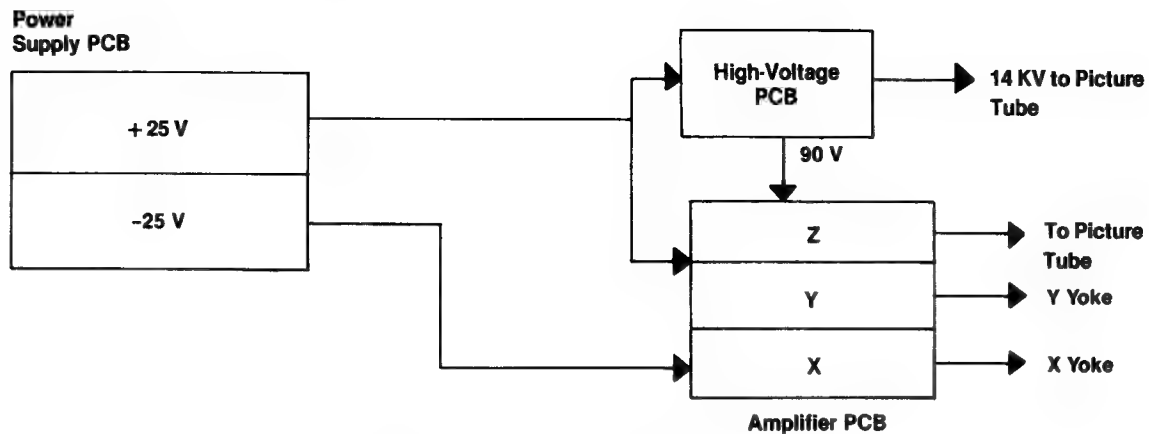 Power
Supply PCB
+ 25 V
-25 V
High-Voltage
PCB
14 KV to Picture
Tube
90 V
Z
To Picture
Tube
Y
Y Yoke
X
X Yoke
Amplifier PCB